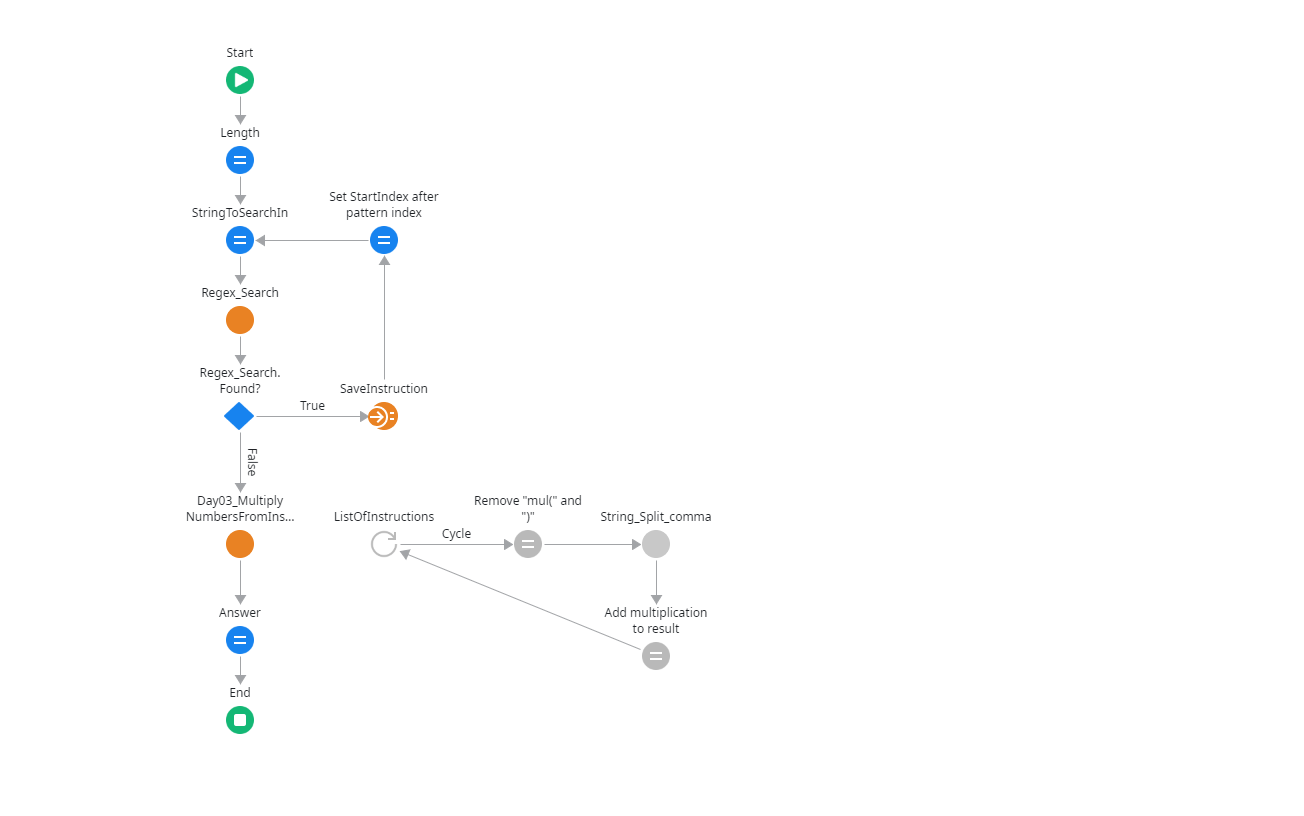 Start
Length
StringToSearchIn
Set StartIndex after
pattern index
Regex_Search
Regex_Search.
Found?
True
SaveInstruction
False
Day03_Multiply
NumbersFromIns...
ListOfInstructions
Cycle
Remove "mul(" and
")"
String_Split_comma
Answer
Add multiplication
to result
End